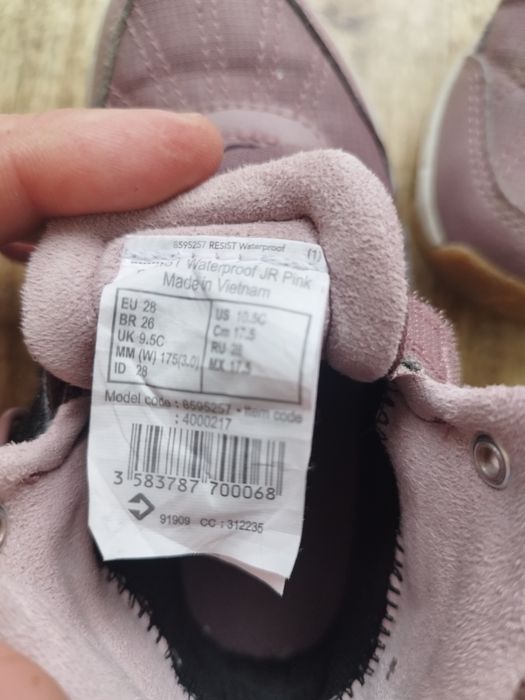 8595257 RESIST Waterproof (1)
Waterproof JR Pink
Made in Vietnam
EU 28 US 10.5C
BR 26 Cm 17.5
UK 9.5C RU 28
MM (W) 175(3.0) MX 17.5
ID 28
Model code : 8595257 - Item code
: 4000217
3 583787 700068
91909 CC : 312235